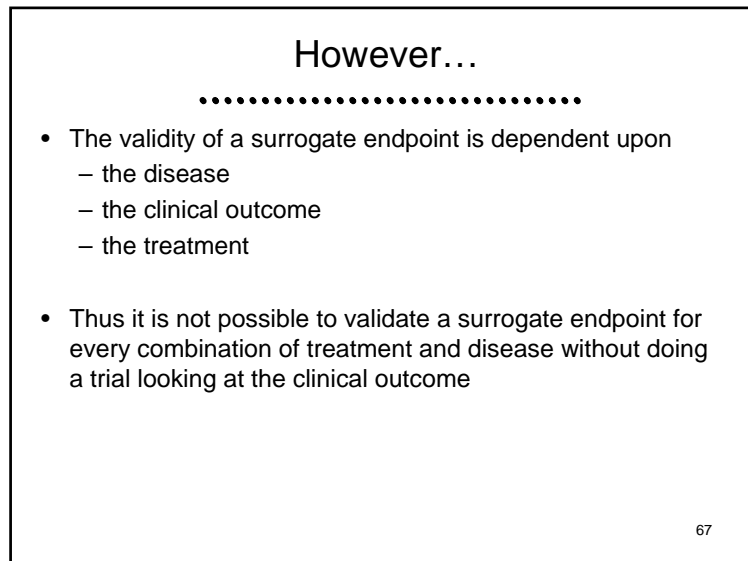 However…
• The validity of a surrogate endpoint is dependent upon
– the disease
– the clinical outcome
– the treatment
• Thus it is not possible to validate a surrogate endpoint for
every combination of treatment and disease without doing
a trial looking at the clinical outcome
67